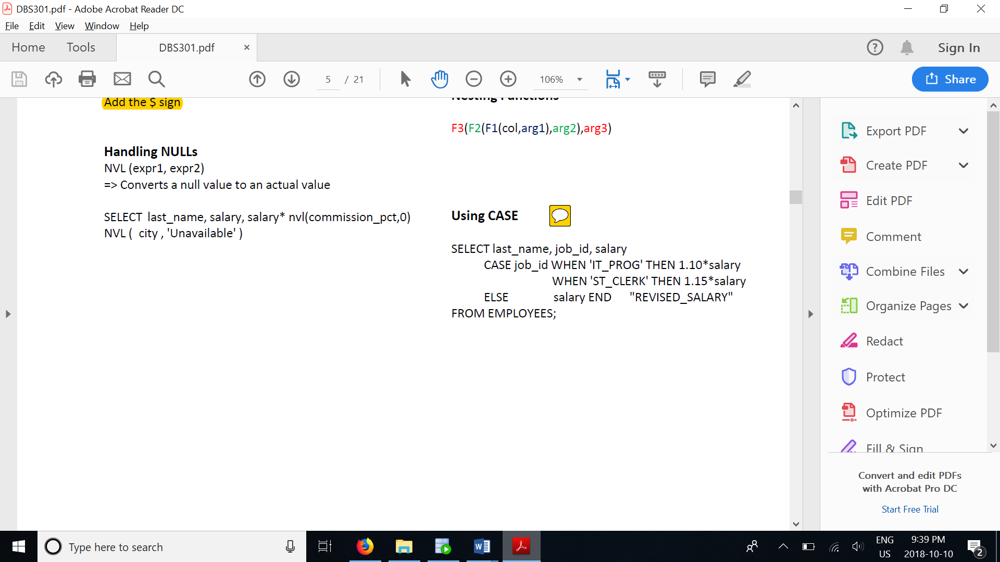 DBS301.pdf - Adobe Acrobat Reader DC
File Edit View Window Help
Home Tools DBS301.pdf × Sign In
5 / 21 106% Share
Add the $ sign
Handling NULLs
NVL (expr1, expr2)
=> Converts a null value to an actual value
SELECT last_name, salary, salary* nvl(commission_pct,0)
NVL ( city , 'Unavailable' )
Nesting Functions
F3(F2(F1(col,arg1),arg2),arg3)
Using CASE
SELECT last_name, job_id, salary
CASE job_id WHEN 'IT_PROG' THEN 1.10*salary
WHEN 'ST_CLERK' THEN 1.15*salary
ELSE salary END "REVISED_SALARY"
FROM EMPLOYEES;
Export PDF
Create PDF
Edit PDF
Comment
Combine Files
Organize Pages
Redact
Protect
Optimize PDF
Fill & Sign
Convert and edit PDFs
with Acrobat Pro DC
Start Free Trial
Type here to search
ENG
US
9:39 PM
2018-10-10
2